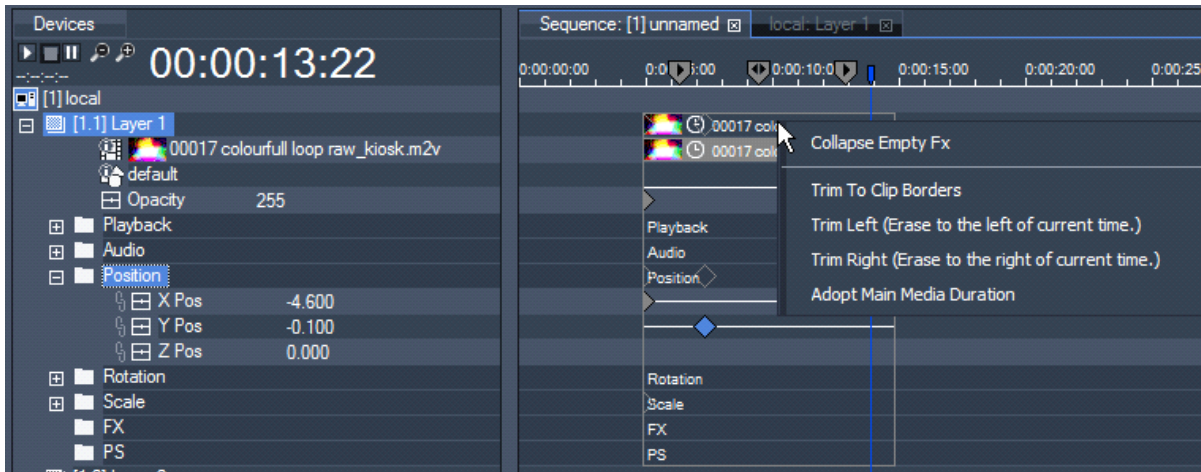 Devices
Sequence: [1] unnamed
local: Layer 1
00:00:13:22
--:--:--:--
0:00:00:00
0:00:10:0
0:00:15:00
0:00:20:00
0:00:25
[1] local
[1.1] Layer 1
00017 col
Collapse Empty Fx
00017 colourfull loop raw_kiosk.m2v
00017 col
default
Trim To Clip Borders
Opacity 255
Trim Left (Erase to the left of current time.)
Playback
Playback
Audio
Audio
Trim Right (Erase to the right of current time.)
Position
Position
Adopt Main Media Duration
X Pos -4.600
Y Pos -0.100
Z Pos 0.000
Rotation
Rotation
Scale
Scale
FX
FX
PS
PS